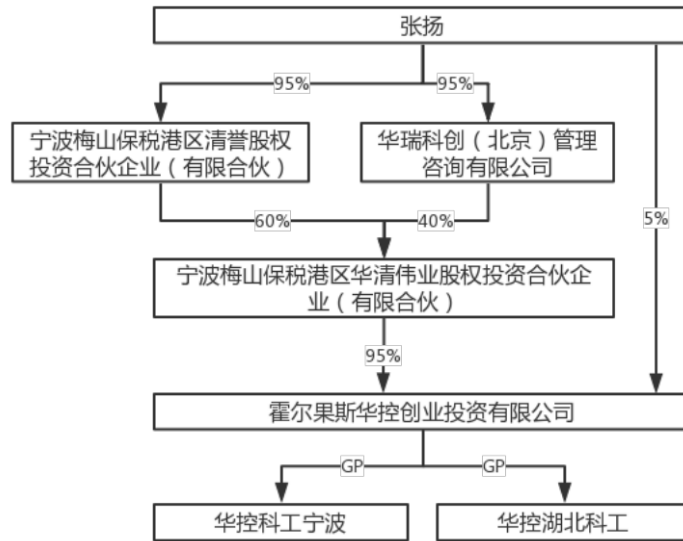 张扬
95%
95%
宁波梅山保税港区清誉股权
投资合伙企业（有限合伙）
华瑞科创（北京）管理
咨询有限公司
60%
40%
5%
宁波梅山保税港区华清伟业股权投资合伙企
业（有限合伙）
95%
霍尔果斯华控创业投资有限公司
GP
GP
华控科工宁波
华控湖北科工